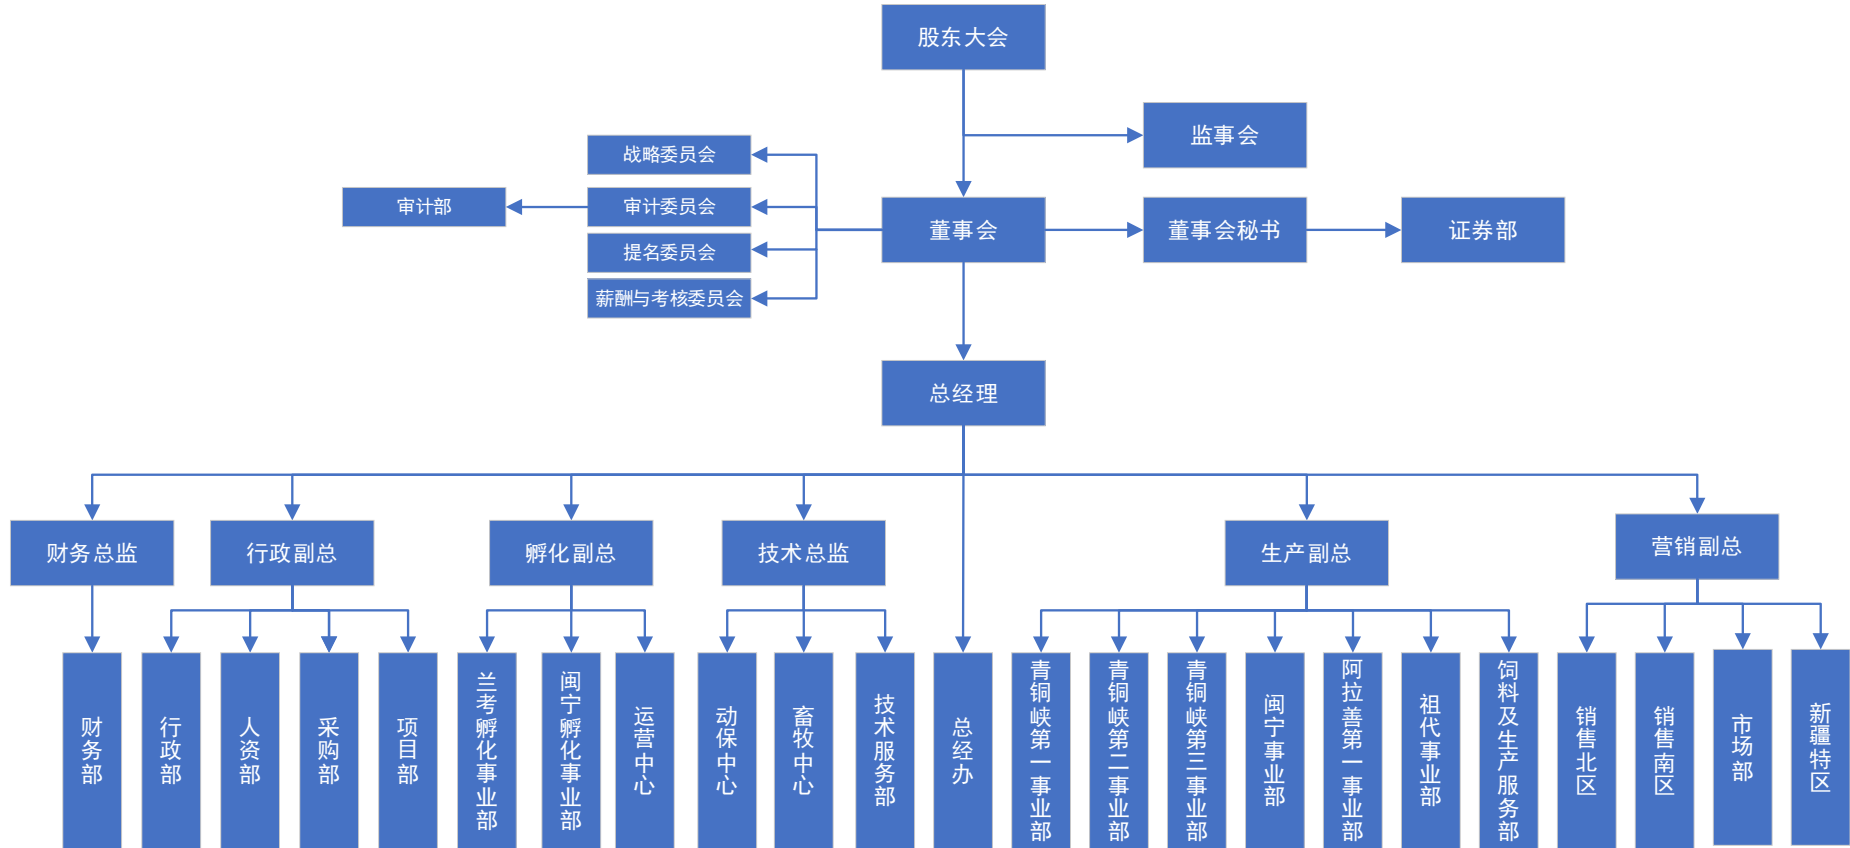 股东大会
监事会
战略委员会
审计部
审计委员会
提名委员会
薪酬与考核委员会
董事会
董事会秘书
证券部
总经理
财务总监
行政副总
孵化副总
技术总监
生产副总
营销副总
财务部
行政部
人资部
采购部
项目部
兰考孵化事业部
闽宁孵化事业部
运营中心
动保中心
畜牧中心
技术服务部
总经办
青铜峡第一事业部
青铜峡第二事业部
青铜峡第三事业部
闽宁事业部
阿拉善第一事业部
祖代事业部
饲料及生产服务部
销售北区
销售南区
市场部
新疆特区